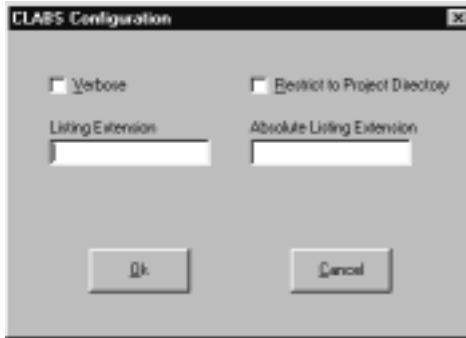 CLABS Configuration
Verbose
Restrict to Project Directory
Listing Extension
Absolute Listing Extension
Ok
Cancel